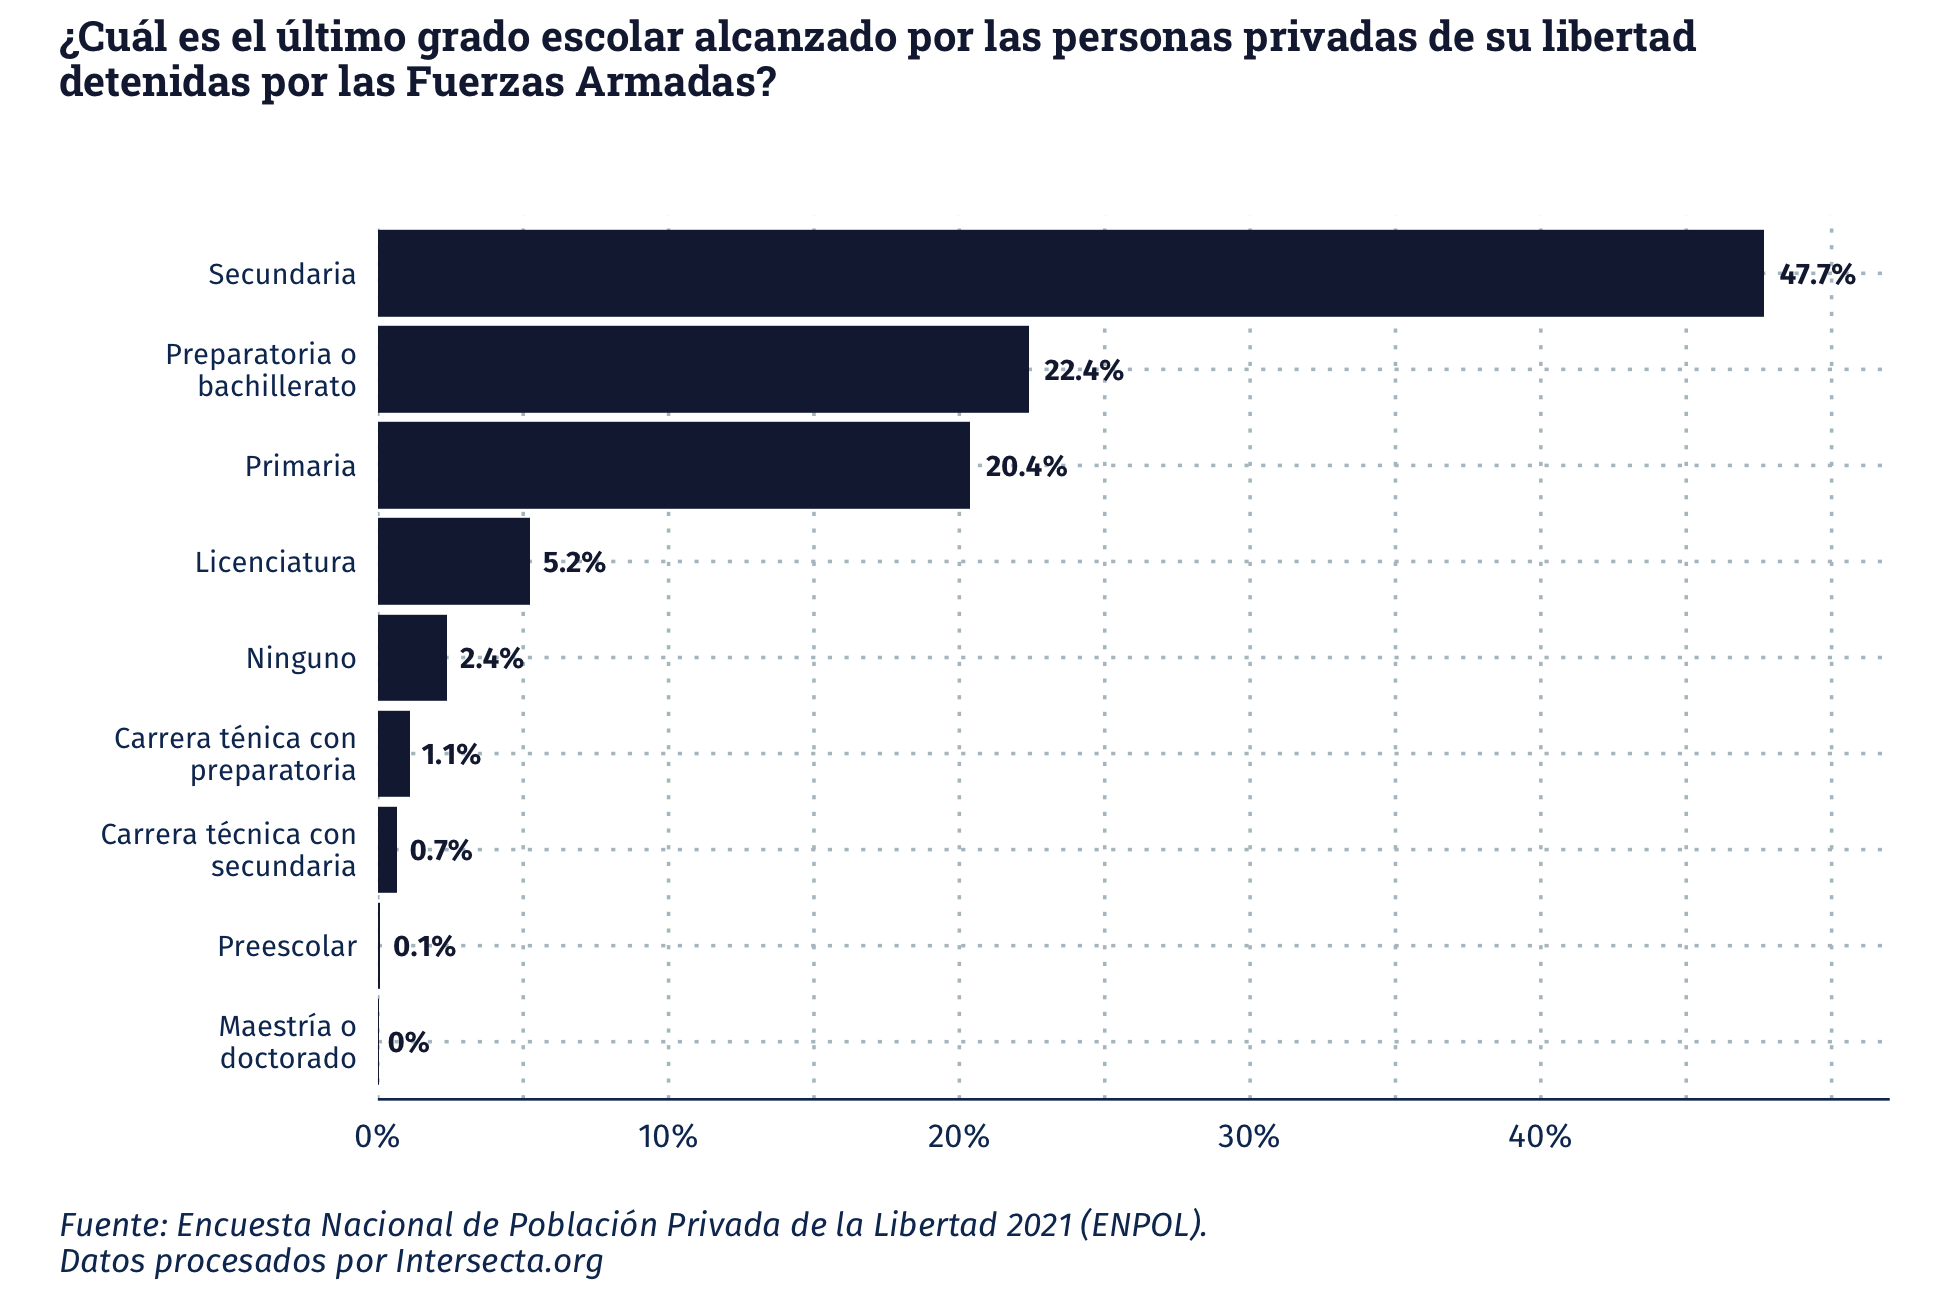 ¿Cuál es el último grado escolar alcanzado por las personas privadas de su libertad
detenidas por las Fuerzas Armadas?
Secundaria
47.7%
Preparatoria o
bachillerato
22.4%
Primaria
20.4%
Licenciatura
5.2%
Ninguno
2.4%
Carrera ténica con
preparatoria
1.1%
Carrera técnica con
secundaria
0.7%
Preescolar
0.1%
Maestría o
doctorado
0%
0% 10% 20% 30% 40%
Fuente: Encuesta Nacional de Población Privada de la Libertad 2021 (ENPOL).
Datos procesados por Intersecta.org